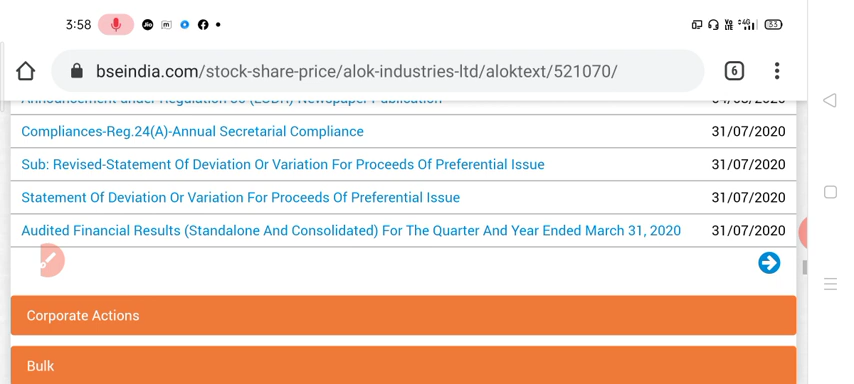 3:58 Jio m 4G 33
bseindia.com/stock-share-price/alok-industries-ltd/aloktext/521070/ 6
Compliances-Reg.24(A)-Annual Secretarial Compliance 31/07/2020
Sub: Revised-Statement Of Deviation Or Variation For Proceeds Of Preferential Issue 31/07/2020
Statement Of Deviation Or Variation For Proceeds Of Preferential Issue 31/07/2020
Audited Financial Results (Standalone And Consolidated) For The Quarter And Year Ended March 31, 2020 31/07/2020
Corporate Actions
Bulk